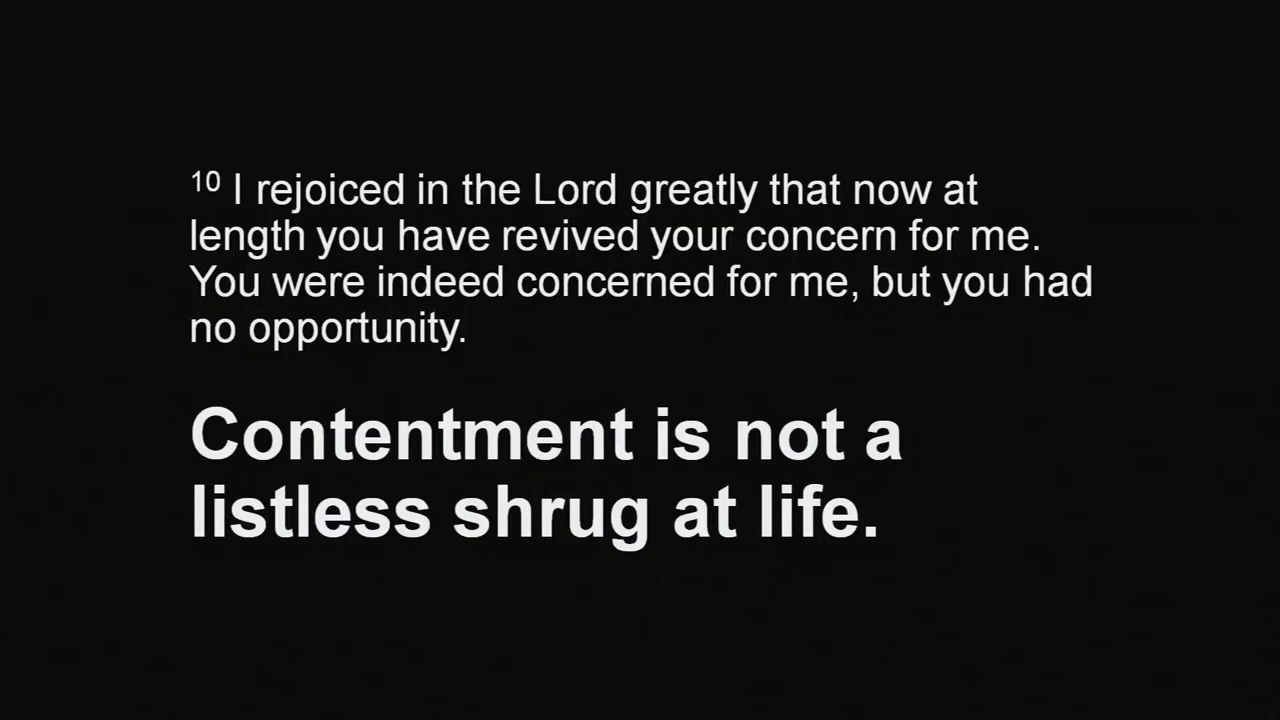 10 I rejoiced in the Lord greatly that now at
length you have revived your concern for me.
You were indeed concerned for me, but you had
no opportunity.
Contentment is not a
listless shrug at life.